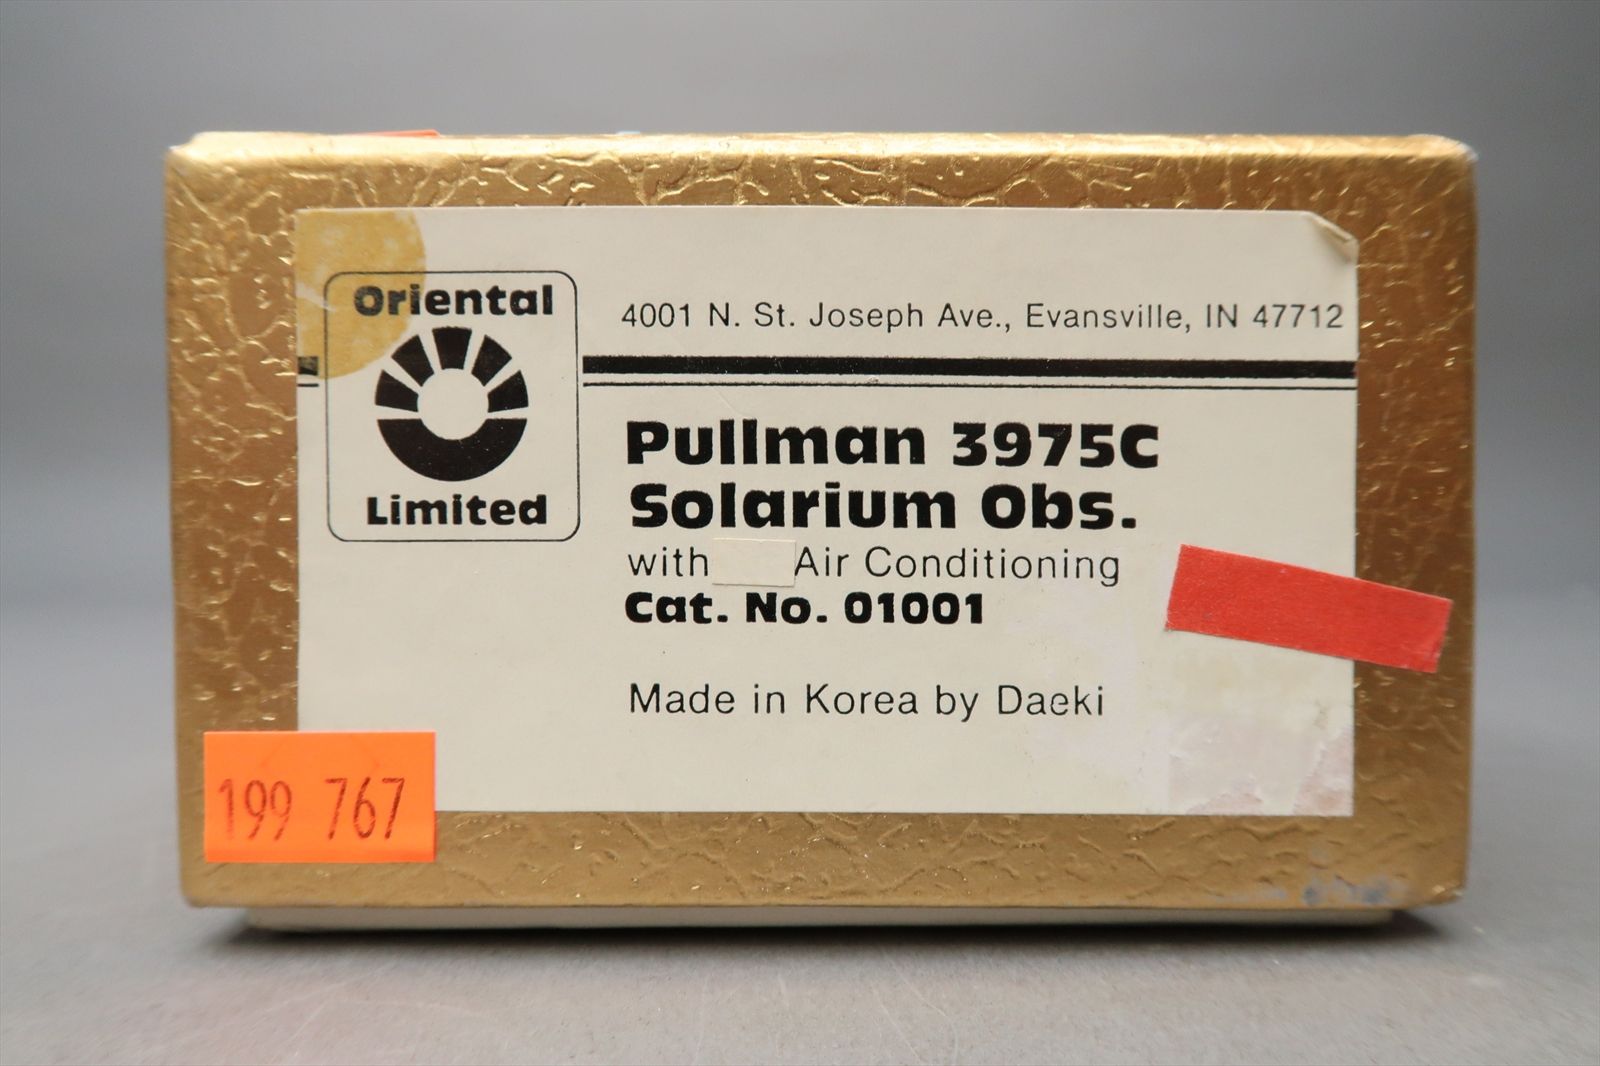 Oriental
Limited
4001 N. St. Joseph Ave., Evansville, IN 47712
Pullman 3975C
Solarium Obs.
with Air Conditioning
Cat. No. 01001
Made in Korea by Daeki
199 767